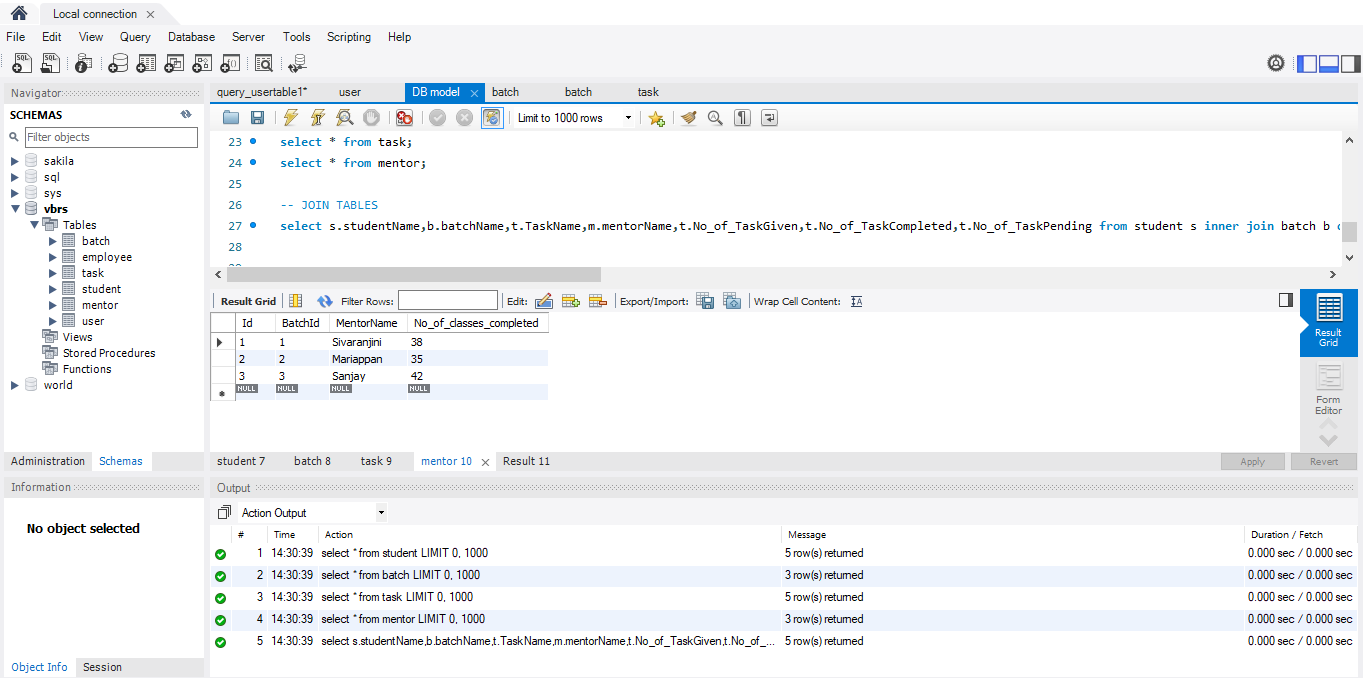 Local connection
File Edit View Query Database Server Tools Scripting Help
SQL SQL
Navigator
SCHEMAS
Filter objects
sakila
sql
sys
vbrs
Tables
batch
employee
task
student
mentor
user
Views
Stored Procedures
Functions
world
Administration Schemas
Information
No object selected
Object Info Session
query_usertable1* user DB model batch batch task
Limit to 1000 rows
23 select * from task;
24 select * from mentor;
25
26 -- JOIN TABLES
27 select s.studentName,b.batchName,t.TaskName,m.mentorName,t.No_of_TaskGiven,t.No_of_TaskCompleted,t.No_of_TaskPending from student s inner join batch b
28
Result Grid Filter Rows: Edit: Export/Import: Wrap Cell Content:
Id BatchId MentorName No_of_classes_completed
1 1 Sivaranjini 38
2 2 Mariappan 35
3 3 Sanjay 42
NULL NULL NULL NULL
Result
Grid
Form
Editor
student 7 batch 8 task 9 mentor 10 Result 11
Apply Revert
Output
Action Output
# Time Action Message Duration / Fetch
1 14:30:39 select * from student LIMIT 0, 1000 5 row(s) returned 0.000 sec / 0.000 sec
2 14:30:39 select * from batch LIMIT 0, 1000 3 row(s) returned 0.000 sec / 0.000 sec
3 14:30:39 select * from task LIMIT 0, 1000 5 row(s) returned 0.000 sec / 0.000 sec
4 14:30:39 select * from mentor LIMIT 0, 1000 3 row(s) returned 0.000 sec / 0.000 sec
5 14:30:39 select s.studentName,b.batchName,t.TaskName,m.mentorName,t.No_of_TaskGiven,t.No_of_... 5 row(s) returned 0.000 sec / 0.000 sec